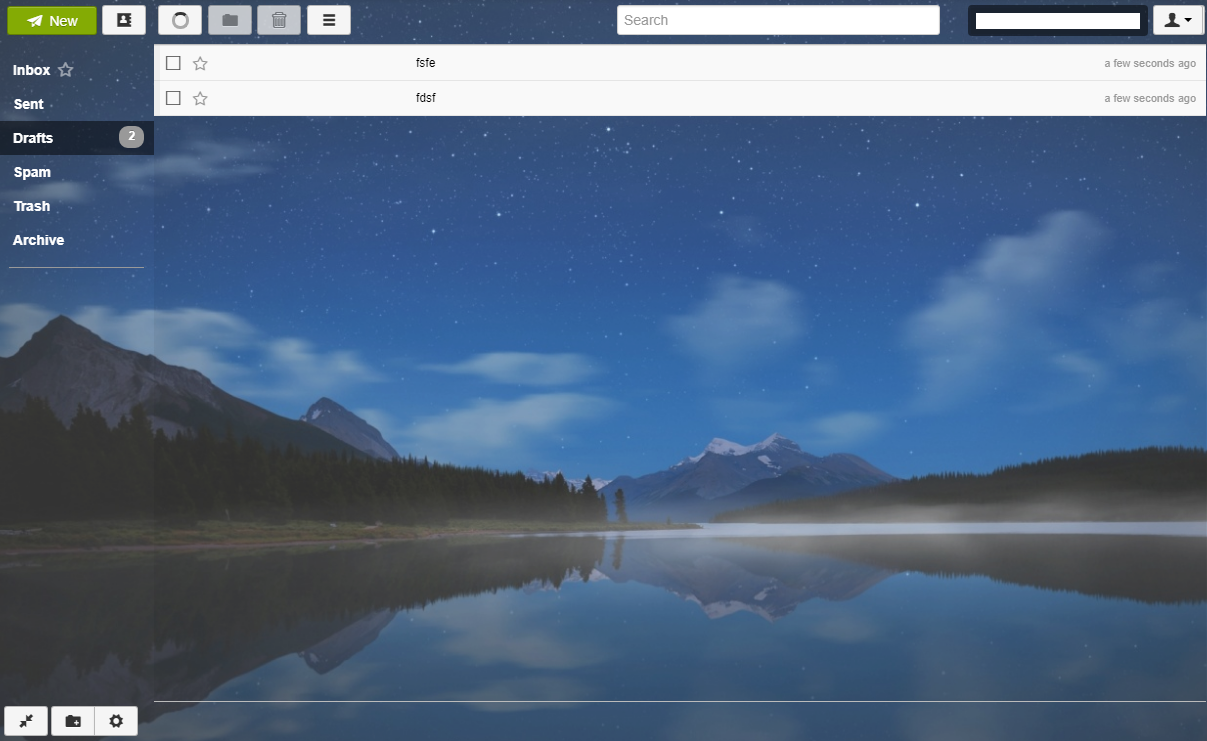 New
Search
Inbox
Sent
Drafts 2
Spam
Trash
Archive
fsfe a few seconds ago
fdsf a few seconds ago